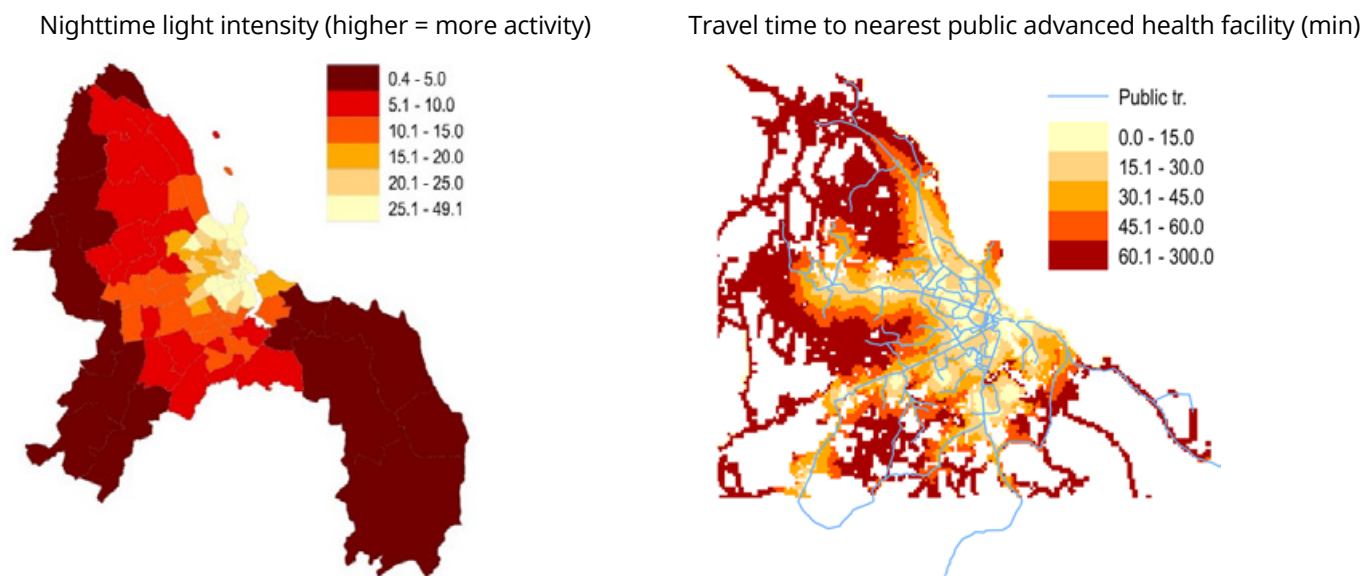 Nighttime light intensity (higher = more activity)
0.4 - 5.0
5.1 - 10.0
10.1 - 15.0
15.1 - 20.0
20.1 - 25.0
25.1 - 49.1
Travel time to nearest public advanced health facility (min)
Public tr.
0.0 - 15.0
15.1 - 30.0
30.1 - 45.0
45.1 - 60.0
60.1 - 300.0